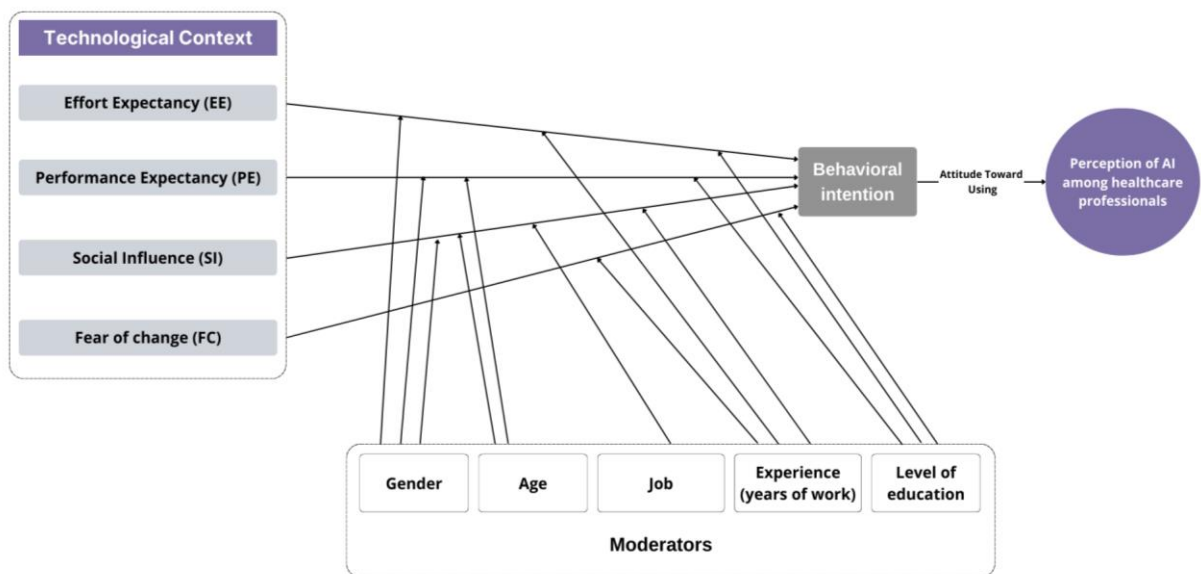 Technological Context
Effort Expectancy (EE)
Performance Expectancy (PE)
Social Influence (SI)
Fear of change (FC)
Behavioral
intention
Attitude Toward
Using
Perception of AI
among healthcare
professionals
Gender
Age
Job
Experience
(years of work)
Level of
education
Moderators